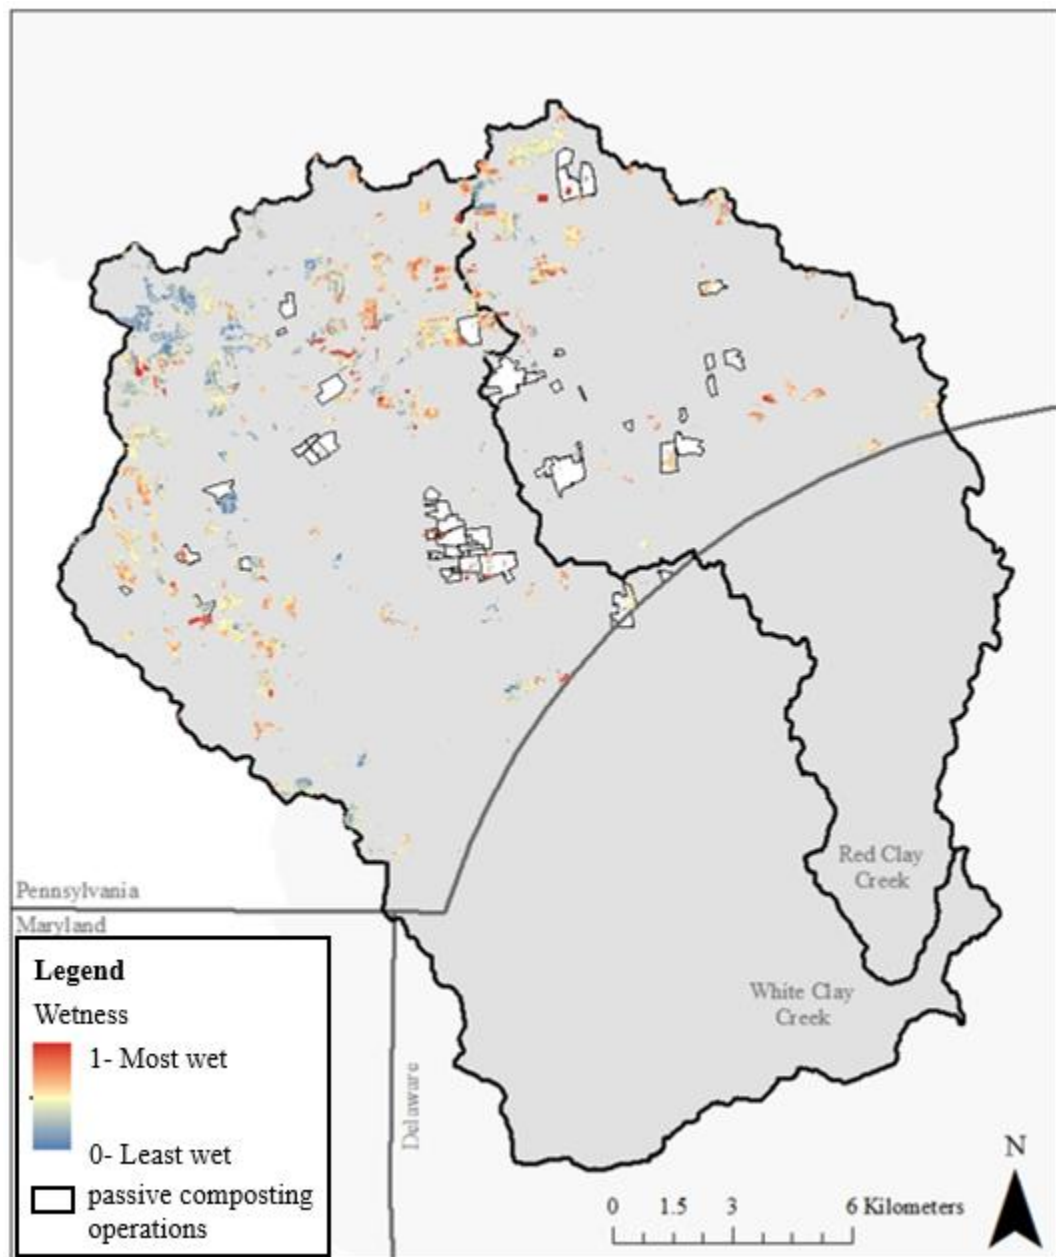 Red Clay
Creek
Pennsylvania
Maryland
Legend
Wetness
1- Most wet
0- Least wet
passive composting
operations
White Clay
Creek
Delaware
N
0 1.5 3 6 Kilometers